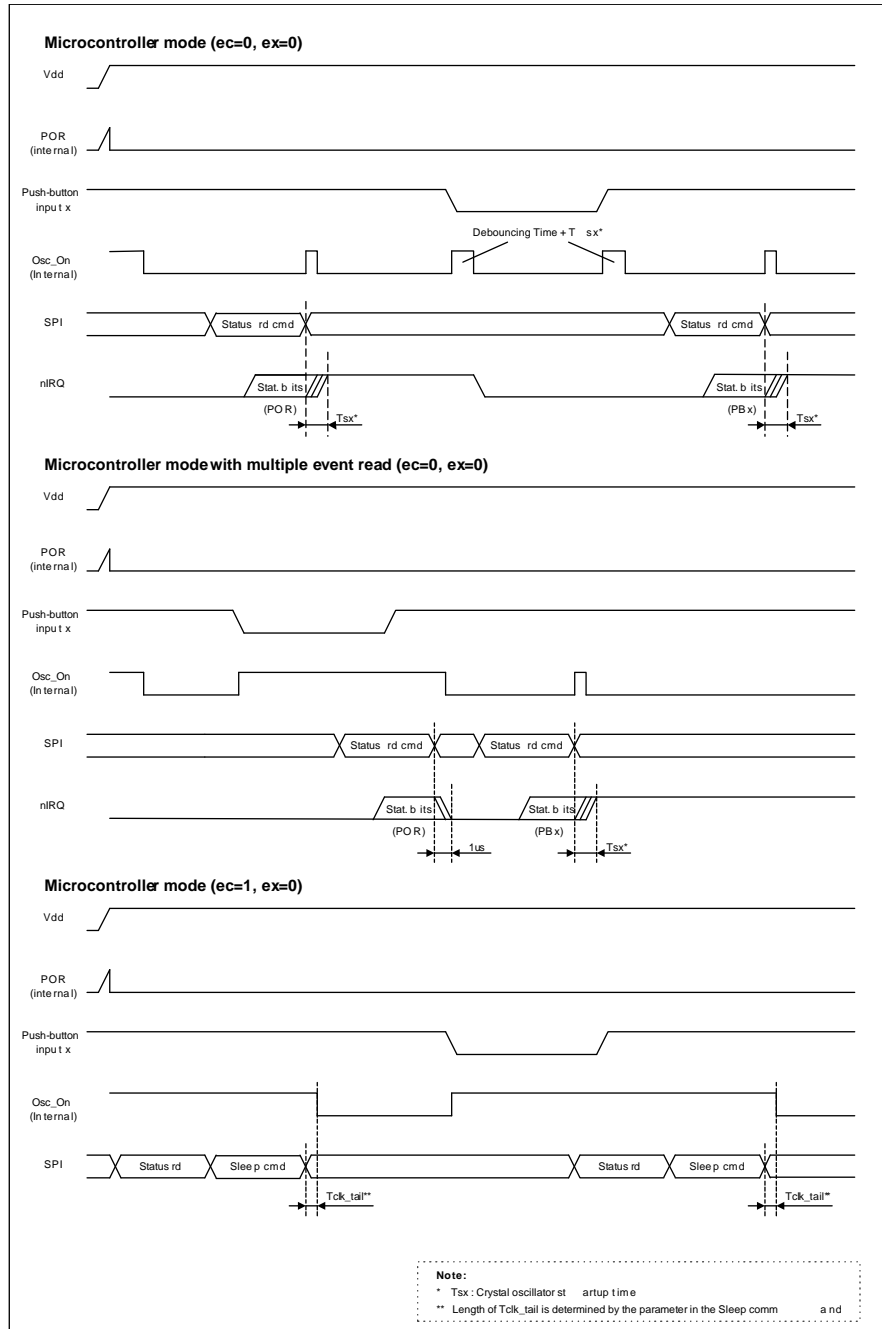 Microcontroller mode (ec=0, ex=0)
Vdd
POR
(internal)
Push-button
input x
Debouncing Time + T sx*
Osc_On
(Internal)
SPI
Status rd cmd
Status rd cmd
nIRQ
Stat. bits
Stat. bits
(POR)
Tsx*
(PBx)
Tsx*
Microcontroller mode with multiple event read (ec=0, ex=0)
Vdd
POR
(internal)
Push-button
input x
Osc_On
(Internal)
SPI
Status rd cmd
Status rd cmd
nIRQ
Stat. bits
Stat. bits
(POR)
(PBx)
1us
Tsx*
Microcontroller mode (ec=1, ex=0)
Vdd
POR
(internal)
Push-button
input x
Osc_On
(Internal)
SPI
Status rd
Sleep cmd
Status rd
Sleep cmd
Tclk_tail**
Tclk_tail**
Note:
* Tsx : Crystal oscillator st artup time
** Length of Tclk_tail is determined by the parameter in the Sleep comm and